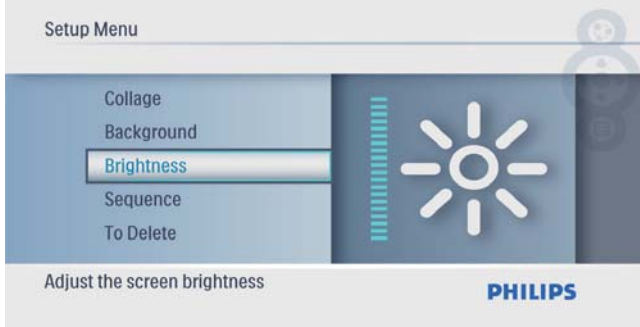 Setup Menu
Collage
Background
Brightness
Sequence
To Delete
Adjust the screen brightness
PHILIPS